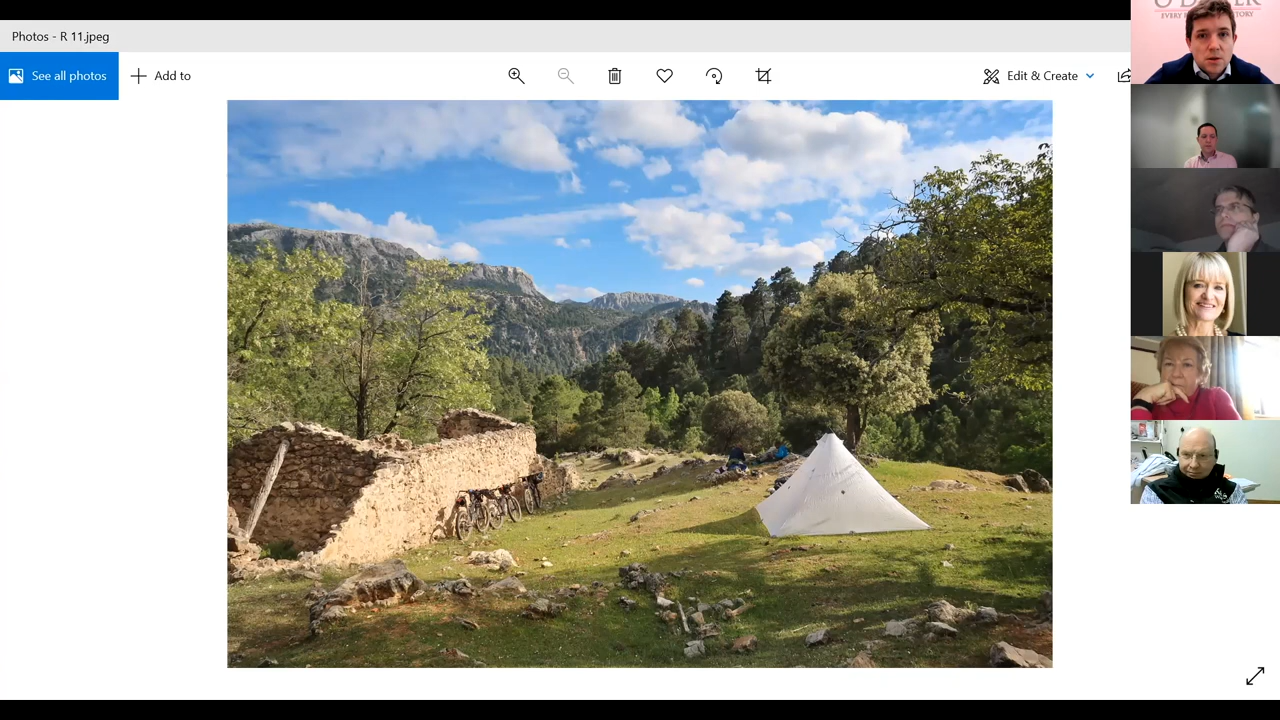 Photos - R 11.jpeg
See all photos
Add to
Edit & Create